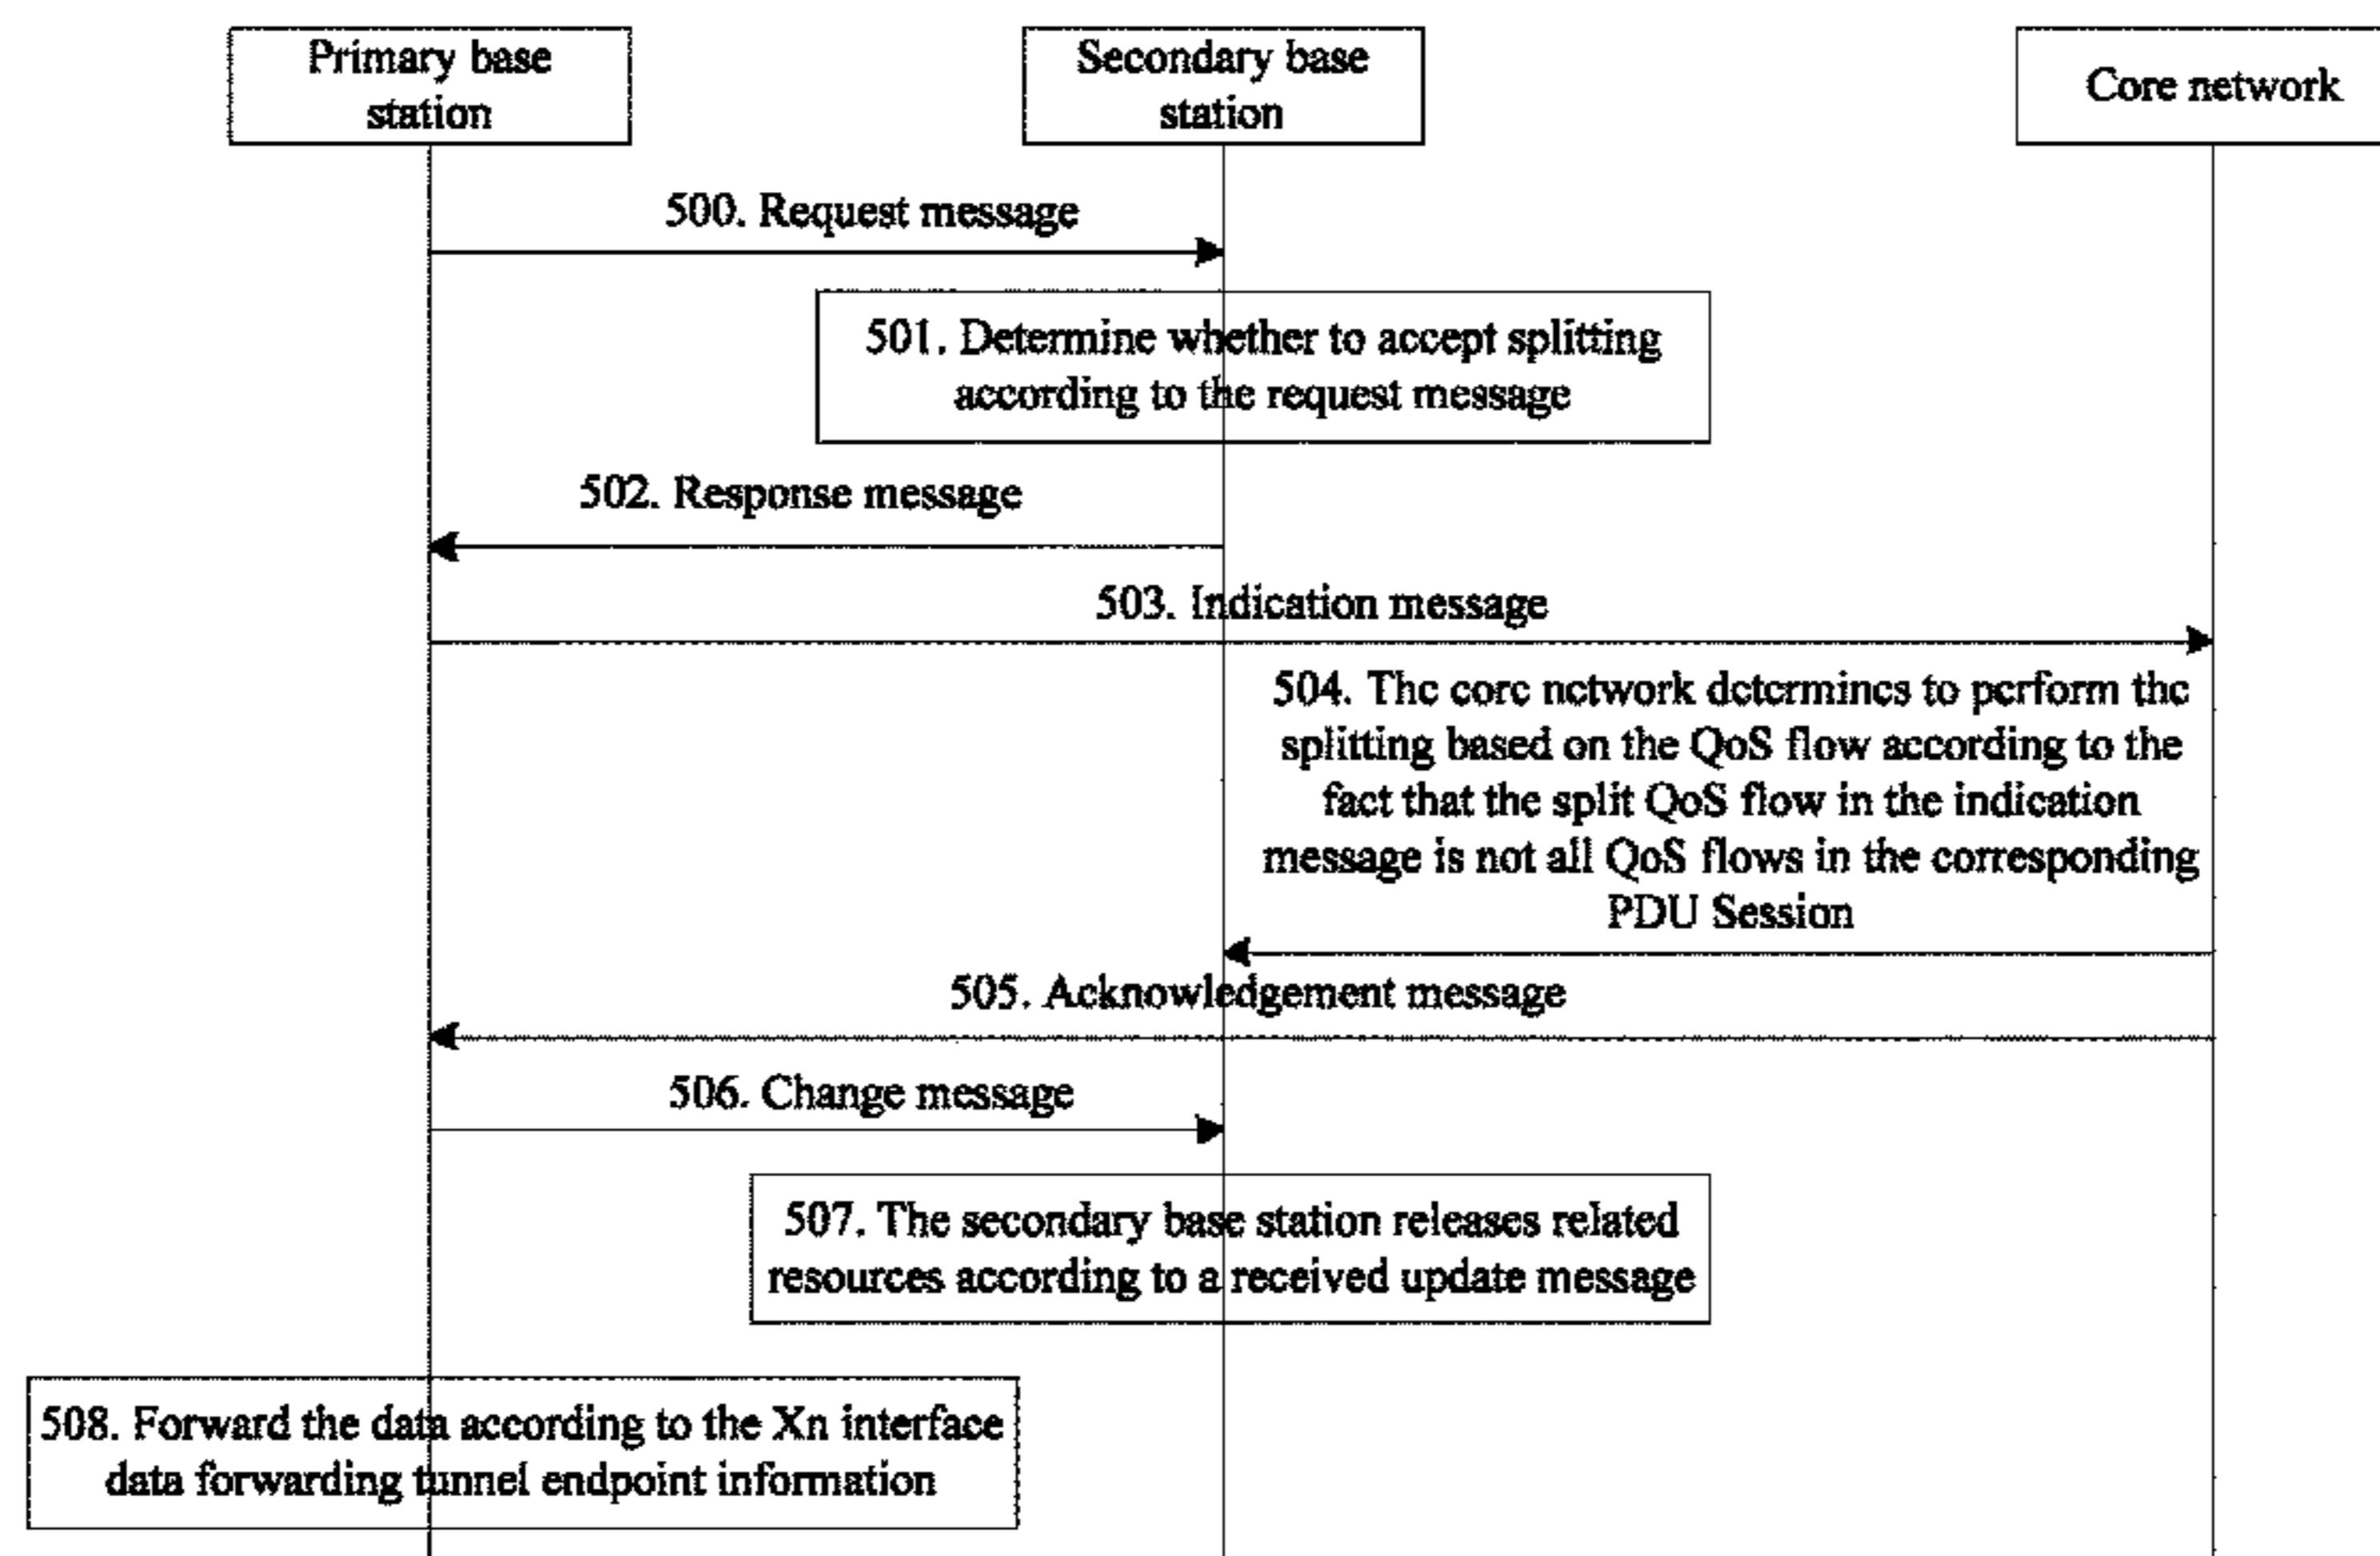 Primary base
station
Secondary base
station
Core network
500. Request message
501. Determine whether to accept splitting
according to the request message
502. Response message
503. Indication message
504. The core network determines to perform the
splitting based on the QoS flow according to the
fact that the split QoS flow in the indication
message is not all QoS flows in the corresponding
PDU Session
505. Acknowledgement message
506. Change message
507. The secondary base station releases related
resources according to a received update message
508. Forward the data according to the Xn interface
data forwarding tunnel endpoint information